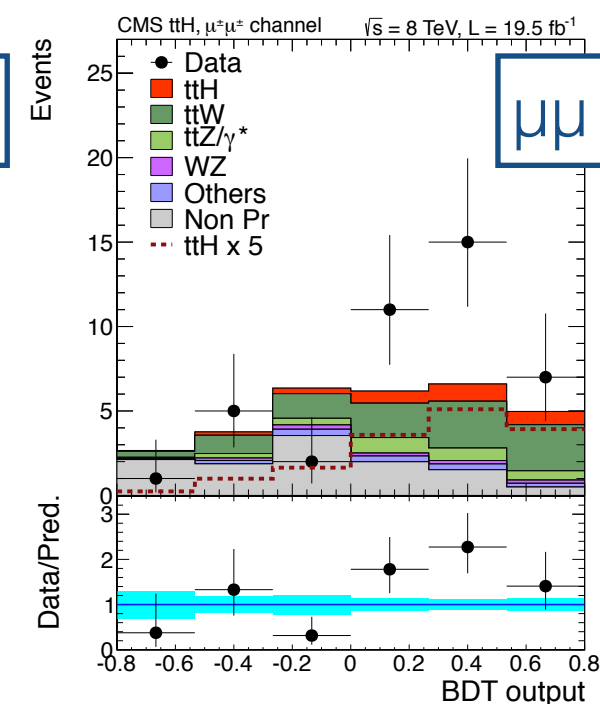 CMS ttH, μ±μ± channel √s = 8 TeV, L = 19.5 fb⁻¹
Events
25
20
15
10
5
0
Data
ttH
ttW
ttZ/γ*
WZ
Others
Non Pr
ttH x 5
μμ
Data/Pred.
3
2
1
0
-0.8 -0.6 -0.4 -0.2 0 0.2 0.4 0.6 0.8
BDT output